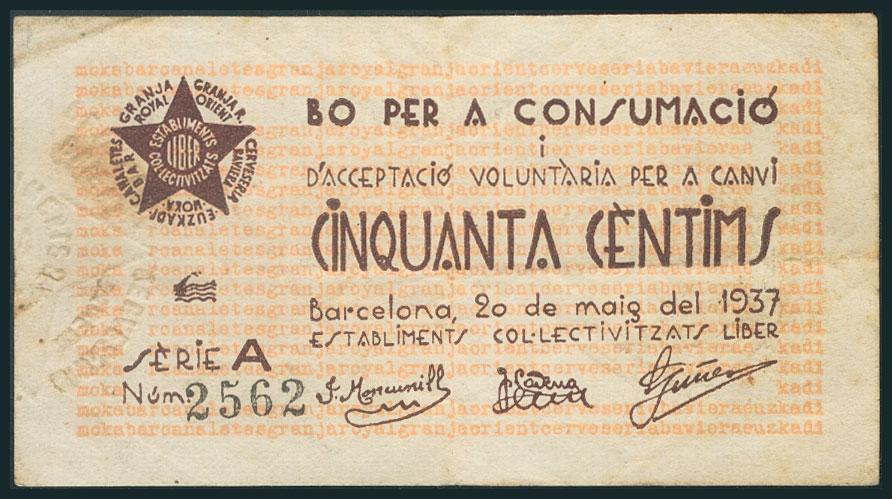 GRANJA ROYAL
GRANJA R. ORIENT
CERVESERIA BAVIERA
MOKA
EUZKADI
BAR CANALETES
ESTABLIMENTS
LIBER
COL·LECTIVITZATS
BO PER A CONSUMACIÓ
i
D'ACCEPTACIÓ VOLUNTÀRIA PER A CANVI
CINQUANTA CÈNTIMS
Barcelona, 20 de maig del 1937
ESTABLIMENTS COL·LECTIVITZATS LIBER
SÈRIE A
Núm. 2562
mokabarcanaletesgranjaroyalgranjaorientcerveseriabavieraeuzkadi